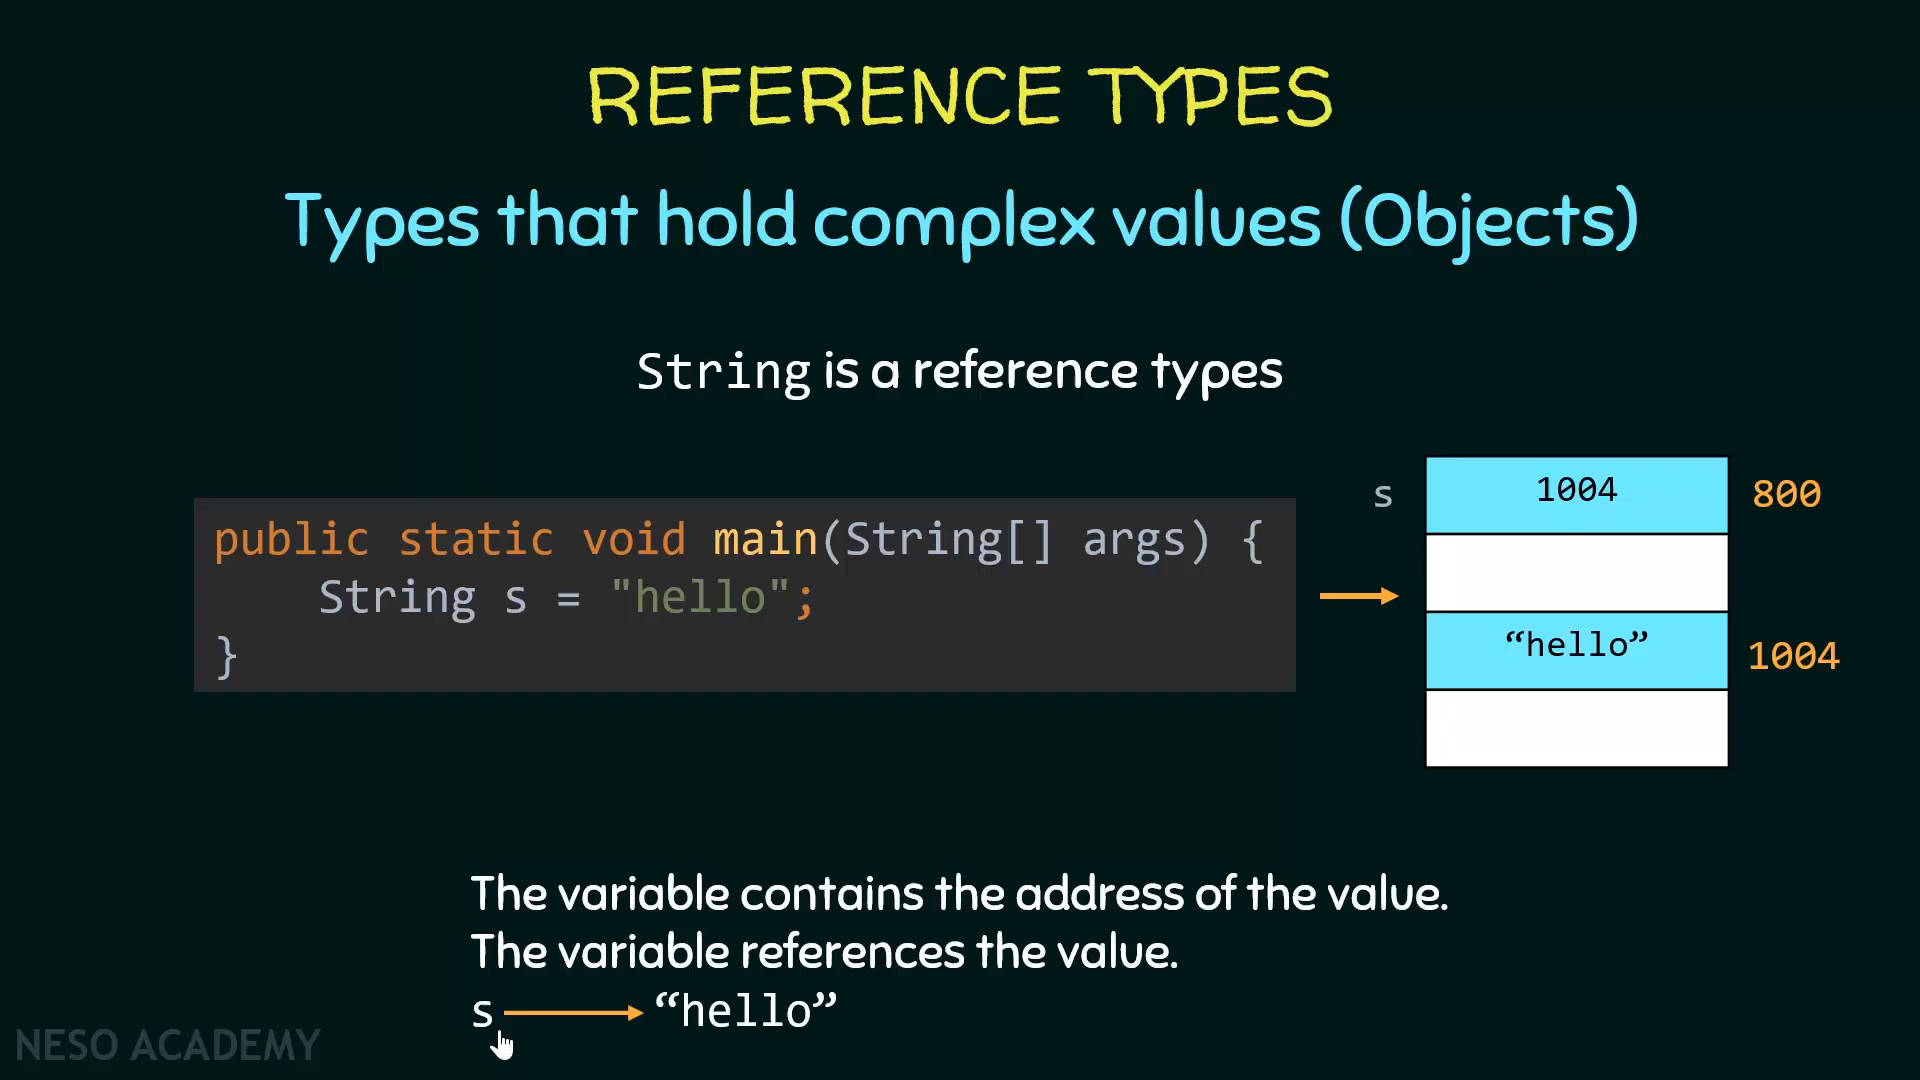 REFERENCE TYPES
Types that hold complex values (Objects)
String is a reference types
public static void main(String[] args) {
    String s = "hello";
}
s 1004 800
“hello” 1004
The variable contains the address of the value.
The variable references the value.
s “hello”
NESO ACADEMY